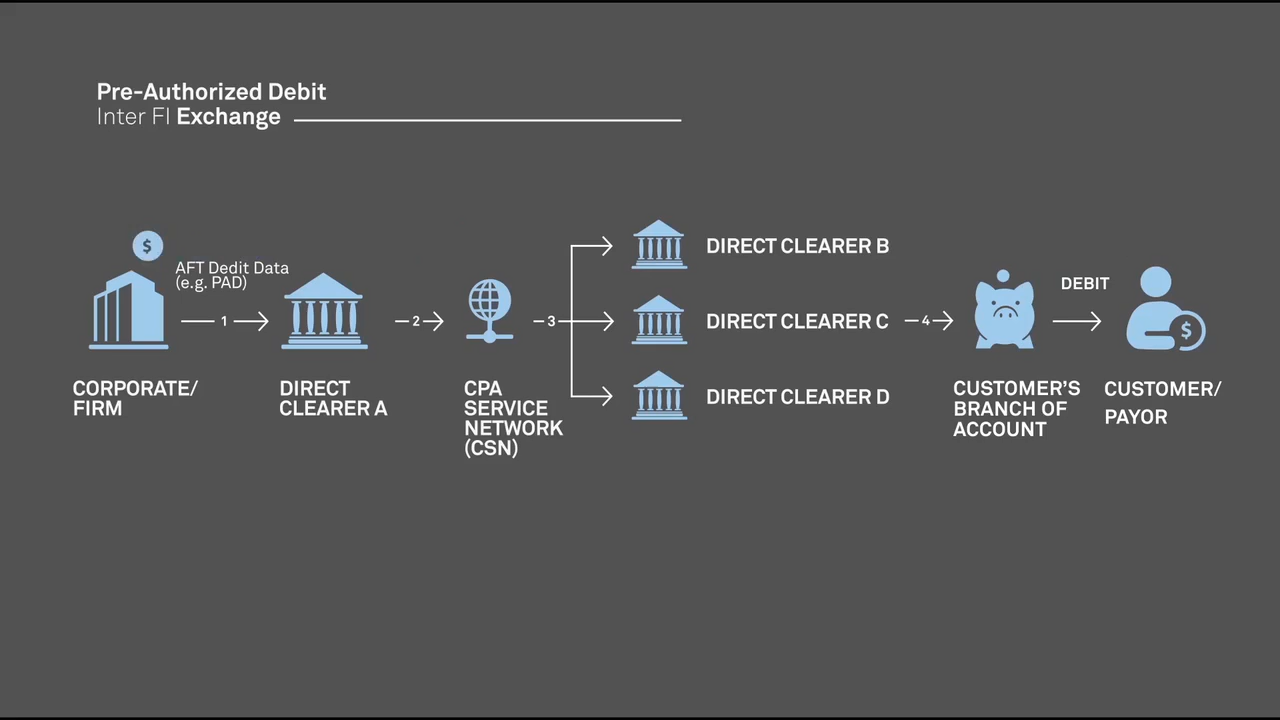 Pre-Authorized Debit
Inter FI Exchange
$
AFT Dedit Data
(e.g. PAD)
1
CORPORATE/
FIRM
DIRECT
CLEARER A
2
CPA
SERVICE
NETWORK
(CSN)
3
DIRECT CLEARER B
DIRECT CLEARER C
DIRECT CLEARER D
4
CUSTOMER'S
BRANCH OF
ACCOUNT
DEBIT
$
CUSTOMER/
PAYOR